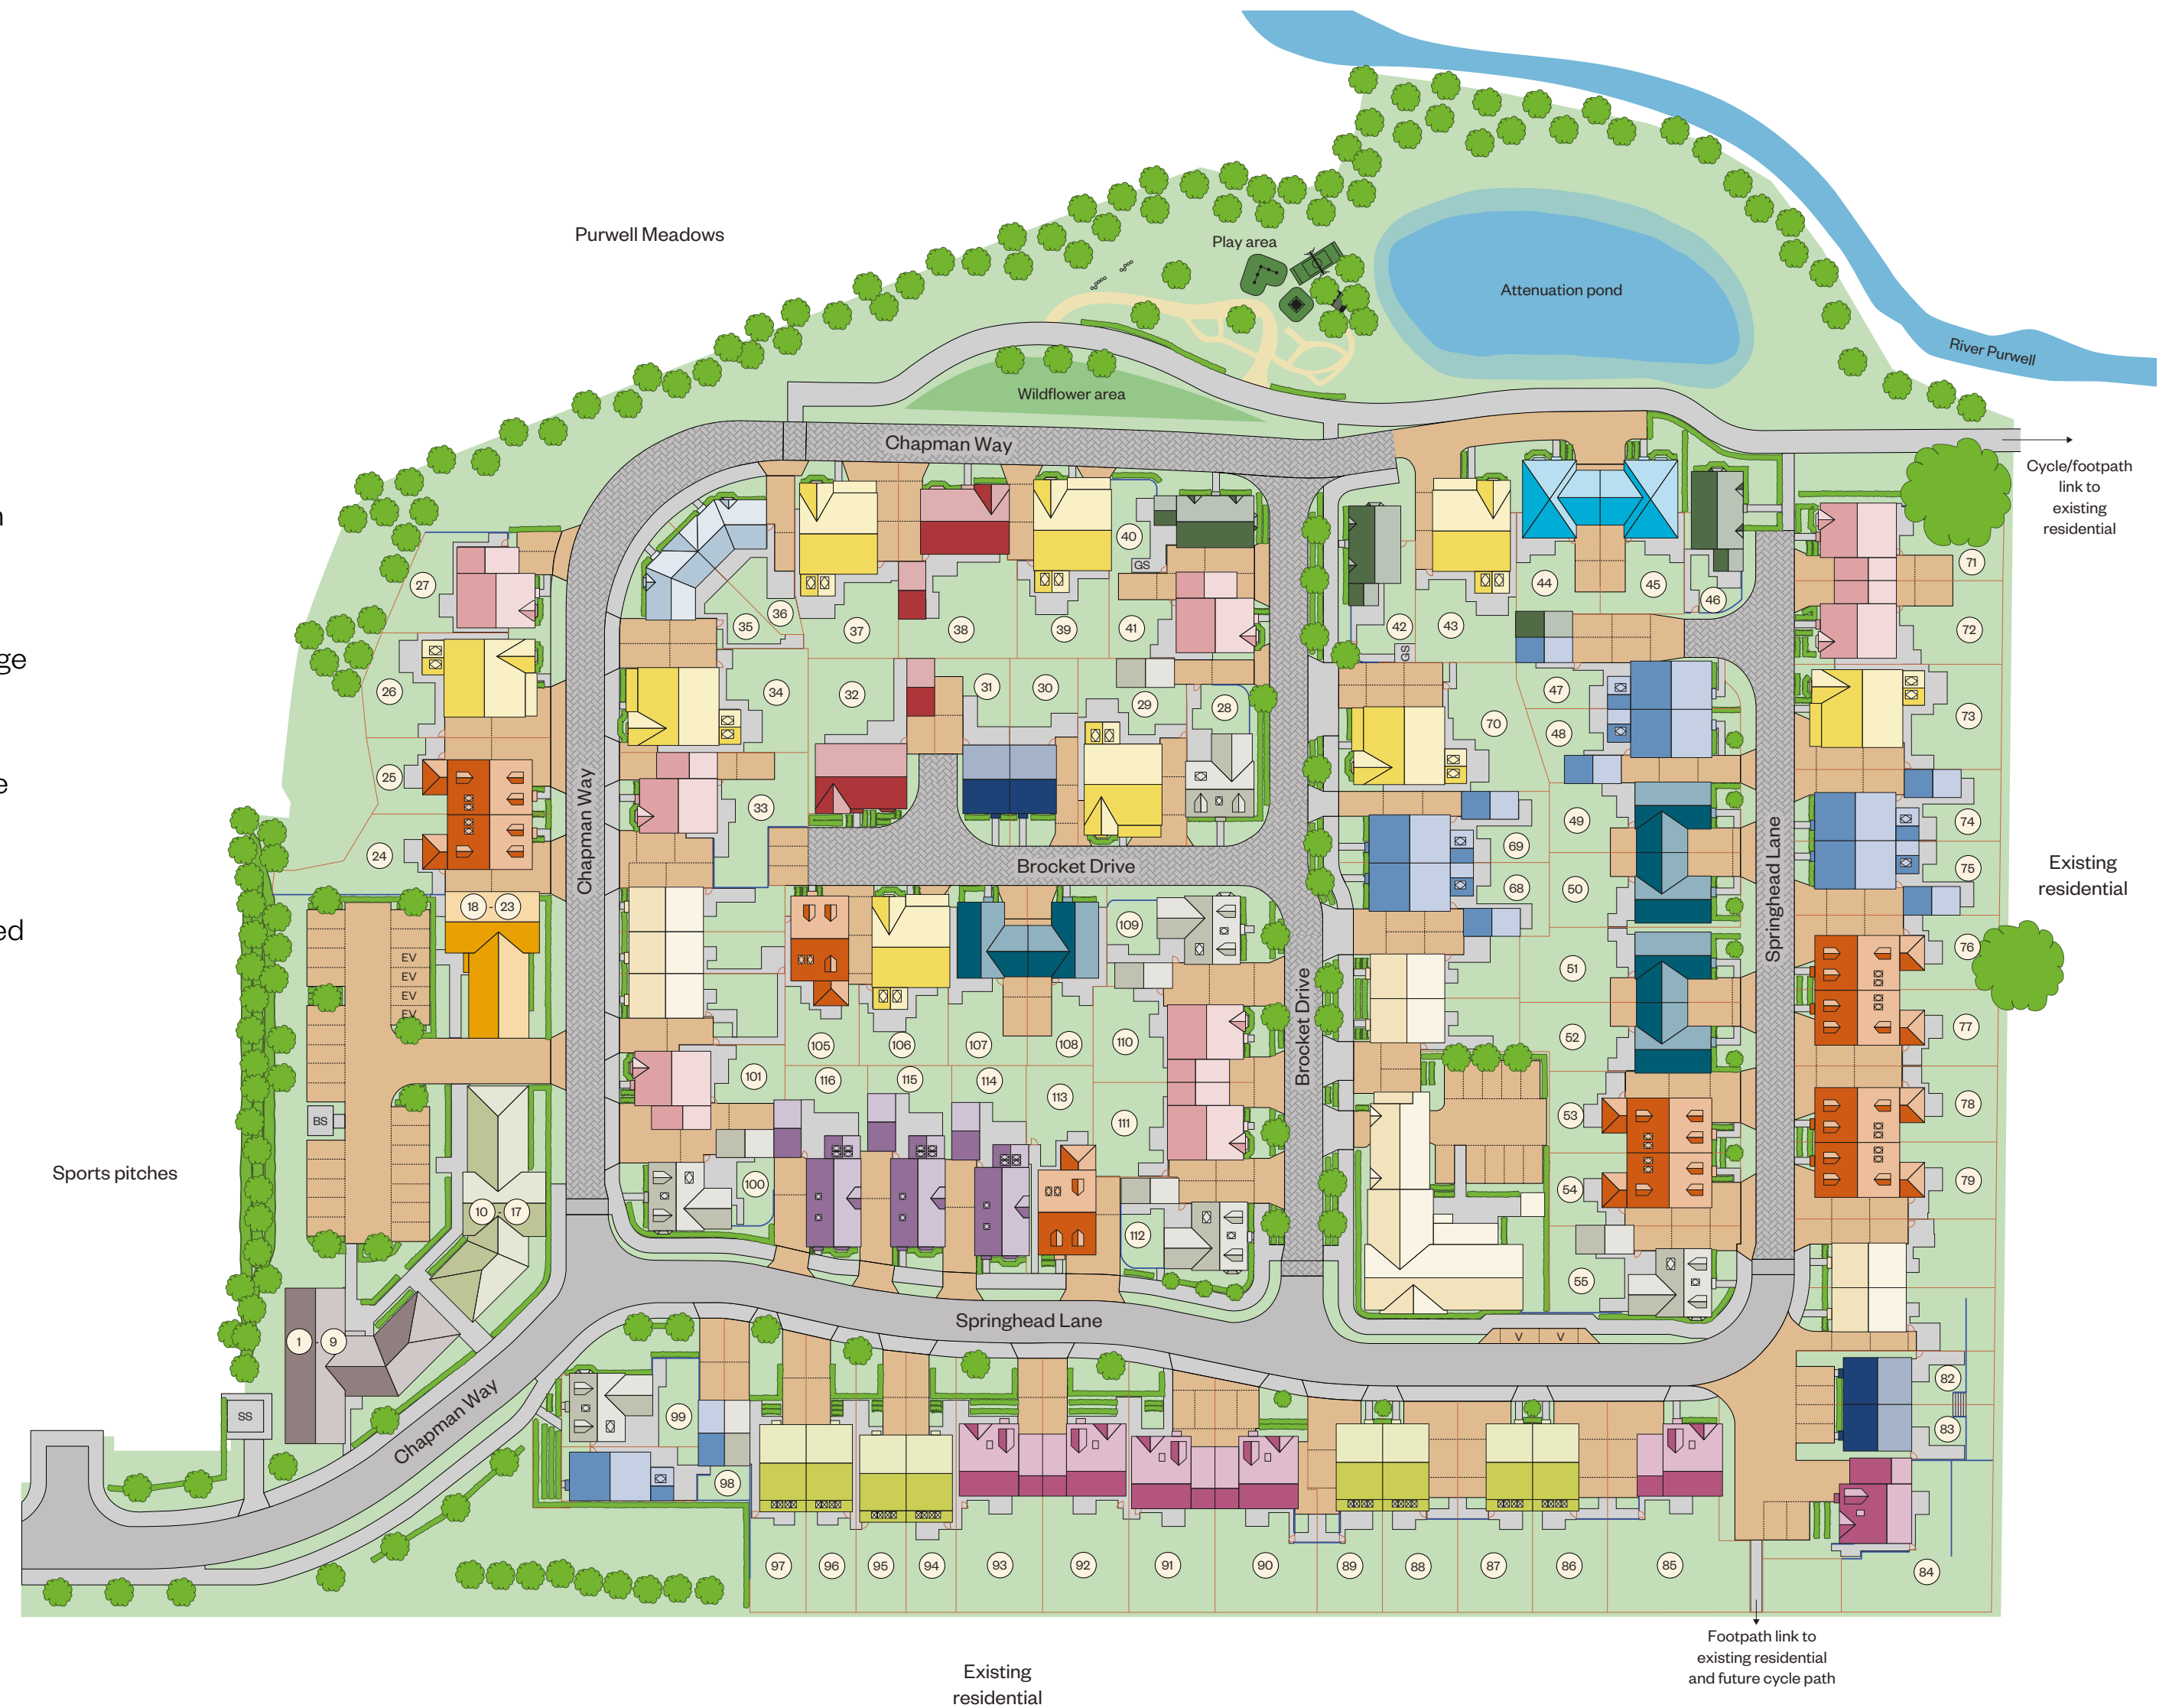 Purwell Meadows
Play area
Attenuation pond
River Purwell
Wildflower area
Chapman Way
Cycle/footpath
link to
existing
residential
ge
e
ed
27
26
25
24
35
36
37
38
39
40
41
GS
42
43
44
45
46
GS
71
72
34
32
31
30
29
28
70
47
48
73
33
Chapman Way
Brocket Drive
69
68
49
50
Springhead Lane
74
75
Existing
residential
18 - 23
EV
EV
EV
EV
109
51
52
76
77
105
106
107
108
110
Brocket Drive
101
116
115
114
113
111
53
54
78
79
BS
Sports pitches
10 - 17
100
112
55
1 - 9
Springhead Lane
V
V
82
83
SS
Chapman Way
99
98
97
96
95
94
93
92
91
90
89
88
87
86
85
84
Footpath link to
existing residential
and future cycle path
Existing
residential